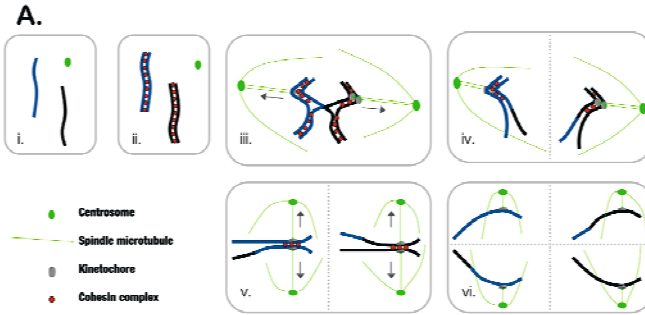 A.
i.
ii.
iii.
iv.
Centrosome
Spindle microtubule
Kinetochore
Cohesin complex
v.
vi.